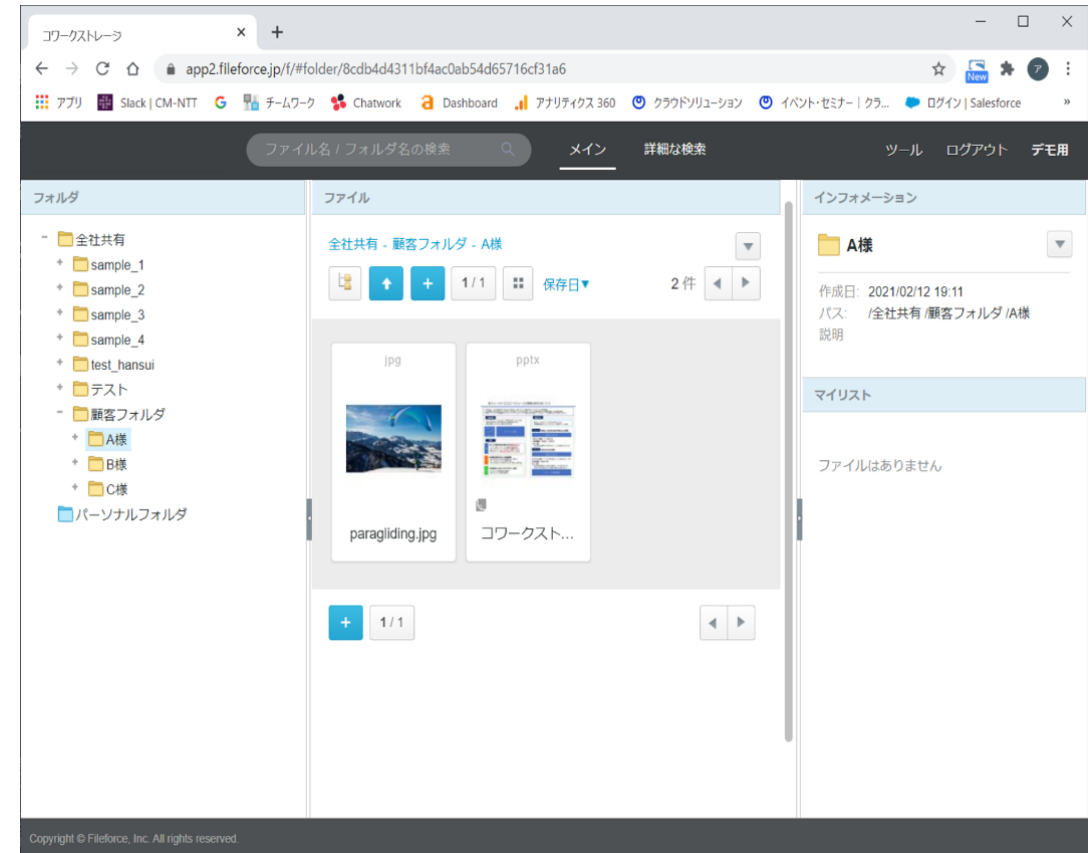 コワークストレージ
app2.fileforce.jp/f/#folder/8cdb4d4311bf4ac0ab54d65716cf31a6
New
ア
アプリ Slack | CM-NTT チームワーク Chatwork Dashboard アナリティクス 360 クラウドソリューション イベント・セミナー | クラ... ログイン | Salesforce »
ファイル名 / フォルダ名の検索 メイン 詳細な検索 ツール ログアウト デモ用
フォルダ
全社共有
sample_1
sample_2
sample_3
sample_4
test_hansui
テスト
顧客フォルダ
A様
B様
C様
パーソナルフォルダ
ファイル
全社共有 - 顧客フォルダ - A様
1 / 1 保存日▼ 2 件
jpg
paragliding.jpg
pptx
コワークスト...
1 / 1
インフォメーション
A様
作成日: 2021/02/12 19:11
パス: /全社共有 /顧客フォルダ /A様
説明
マイリスト
ファイルはありません
Copyright © Fileforce, Inc. All rights reserved.